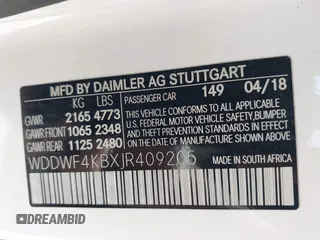 MFD BY DAIMLER AG STUTTGART
KG LBS PASSENGER CAR 149 04/18
GVWR 2165 4773
GAWR FRONT 1065 2348
GAWR REAR 1125 2480
THIS VEHICLE CONFORMS TO ALL APPLICABLE
U.S. FEDERAL MOTOR VEHICLE SAFETY, BUMPER,
AND THEFT PREVENTION STANDARDS IN EFFECT
ON THE DATE OF MANUFACTURE SHOWN ABOVE.
WDDWF4KBXJR409206
MADE IN SOUTH AFRICA
DREAMBID